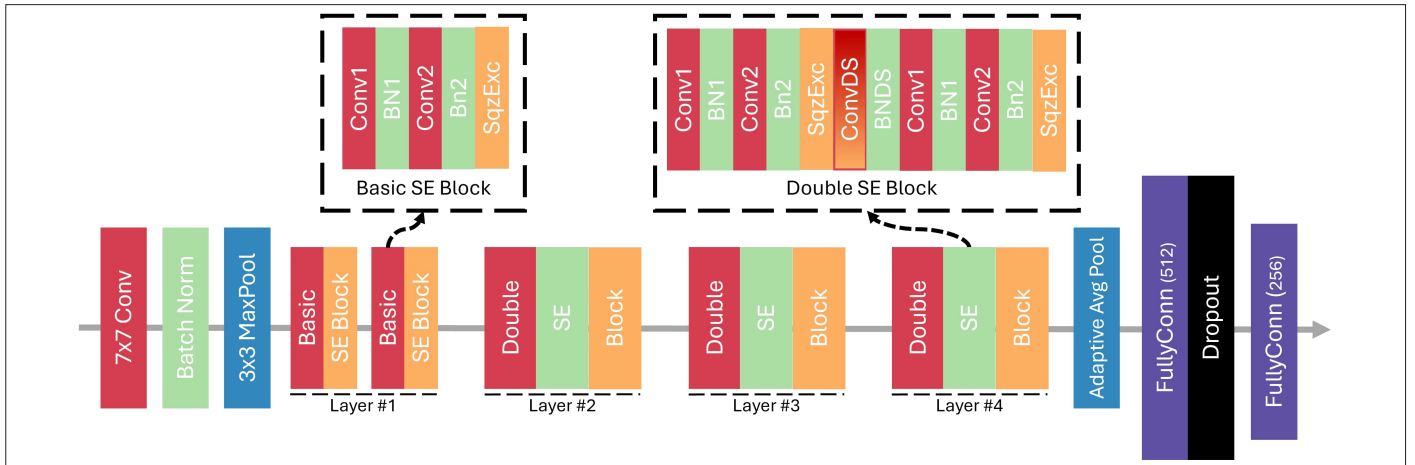 Conv1
BN1
Conv2
Bn2
SqzExc
Basic SE Block
Conv1
BN1
Conv2
Bn2
SqzExc
ConvDS
BNDS
Conv1
BN1
Conv2
Bn2
SqzExc
Double SE Block
7x7 Conv
Batch Norm
3x3 MaxPool
Basic
SE Block
Basic
SE Block
Layer #1
Double
SE
Block
Layer #2
Double
SE
Block
Layer #3
Double
SE
Block
Layer #4
Adaptive Avg Pool
FullyConn (512)
Dropout
FullyConn (256)